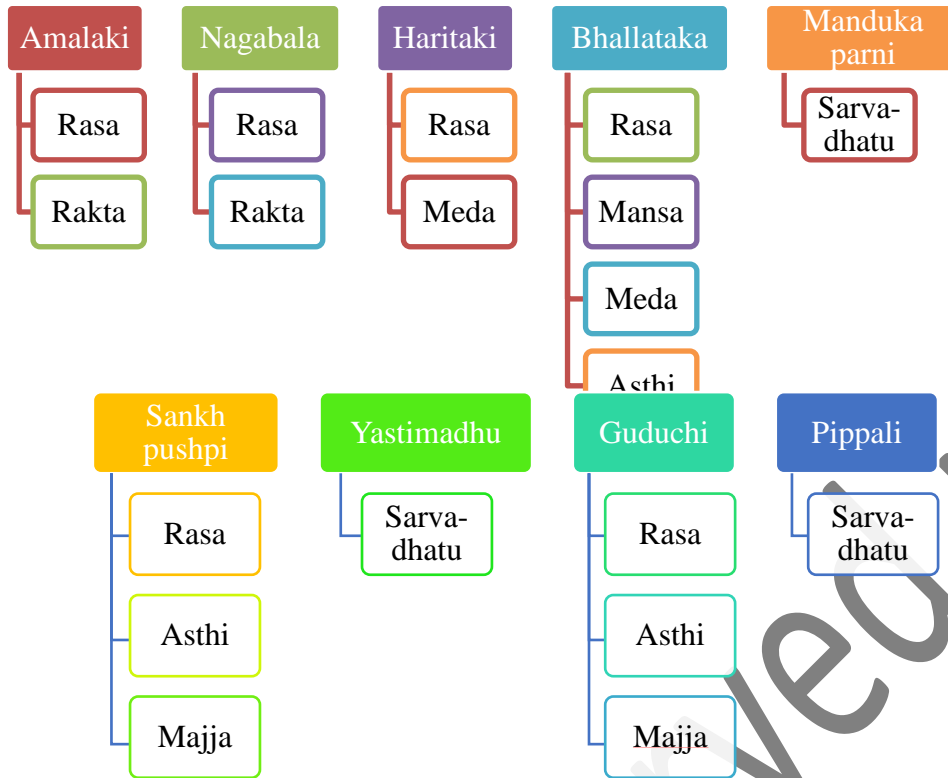 Amalaki
Rasa
Rakta
Nagabala
Rasa
Rakta
Haritaki
Rasa
Meda
Bhallataka
Rasa
Mansa
Meda
Asthi
Manduka
parni
Sarva-
dhatu
Sankh
pushpi
Rasa
Asthi
Majja
Yastimadhu
Sarva-
dhatu
Guduchi
Rasa
Asthi
Majja
Pippali
Sarva-
dhatu